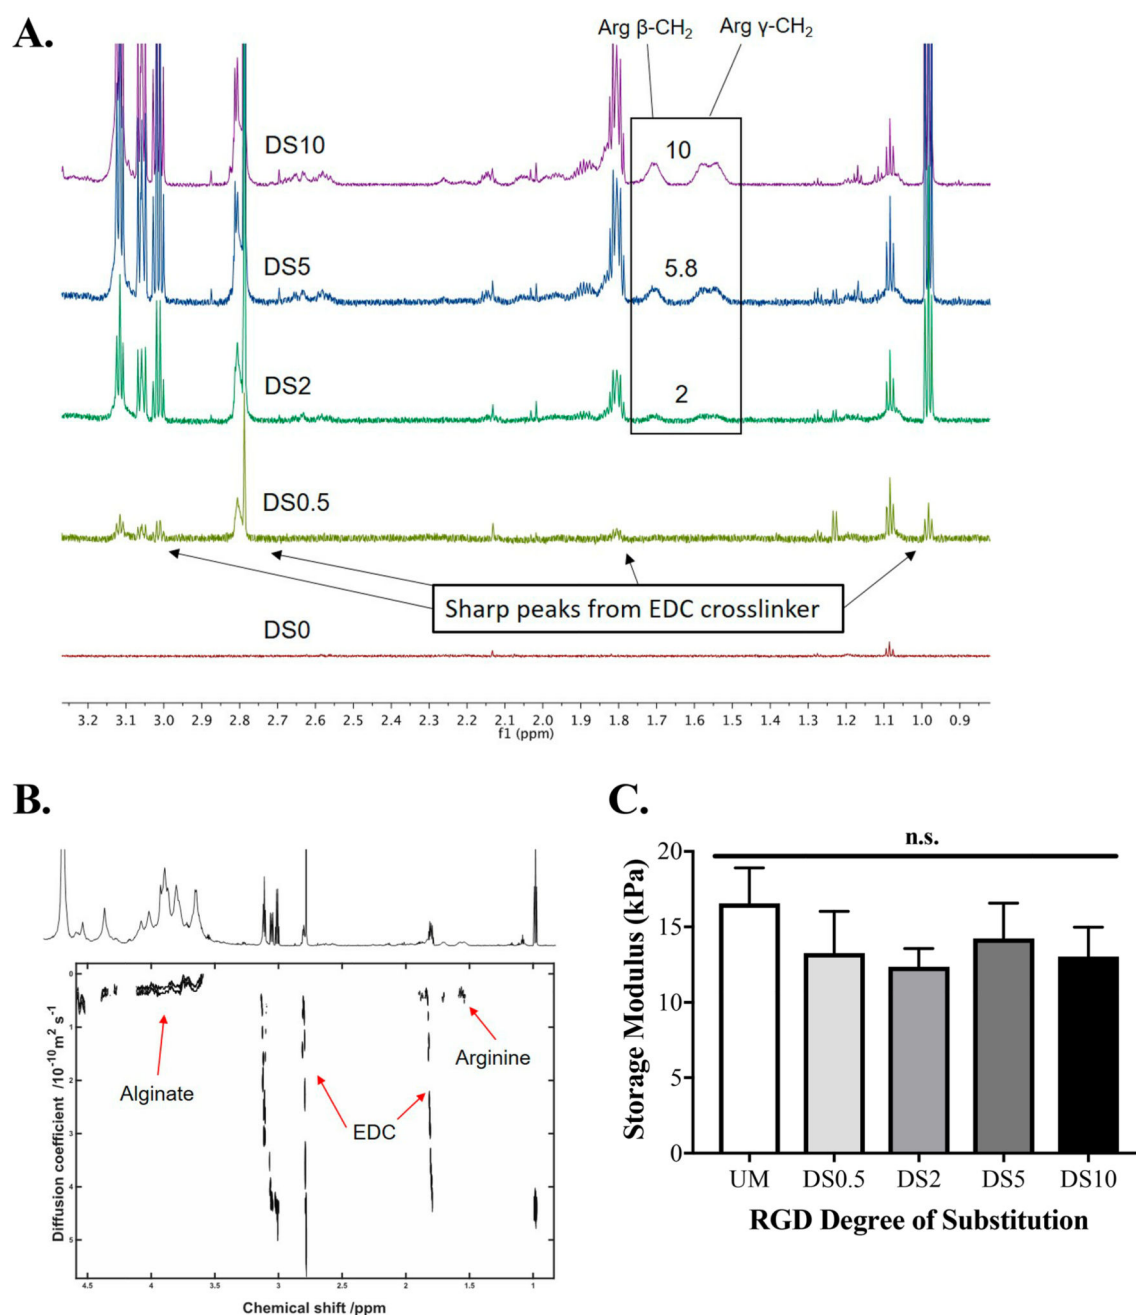 A.
Arg β-CH₂ Arg γ-CH₂
DS10
10
DS5
5.8
DS2
2
DS0.5
Sharp peaks from EDC crosslinker
DS0
3.2 3.1 3.0 2.9 2.8 2.7 2.6 2.5 2.4 2.3 2.2 2.1 2.0 1.9 1.8 1.7 1.6 1.5 1.4 1.3 1.2 1.1 1.0 0.9
f1 (ppm)
B.
Diffusion coefficient /10⁻¹⁰m² s⁻¹
0
1
2
3
4
5
Alginate
EDC
Arginine
4.5 4 3.5 3 2.5 2 1.5 1
Chemical shift /ppm
C.
n.s.
Storage Modulus (kPa)
20
15
10
5
0
UM DS0.5 DS2 DS5 DS10
RGD Degree of Substitution